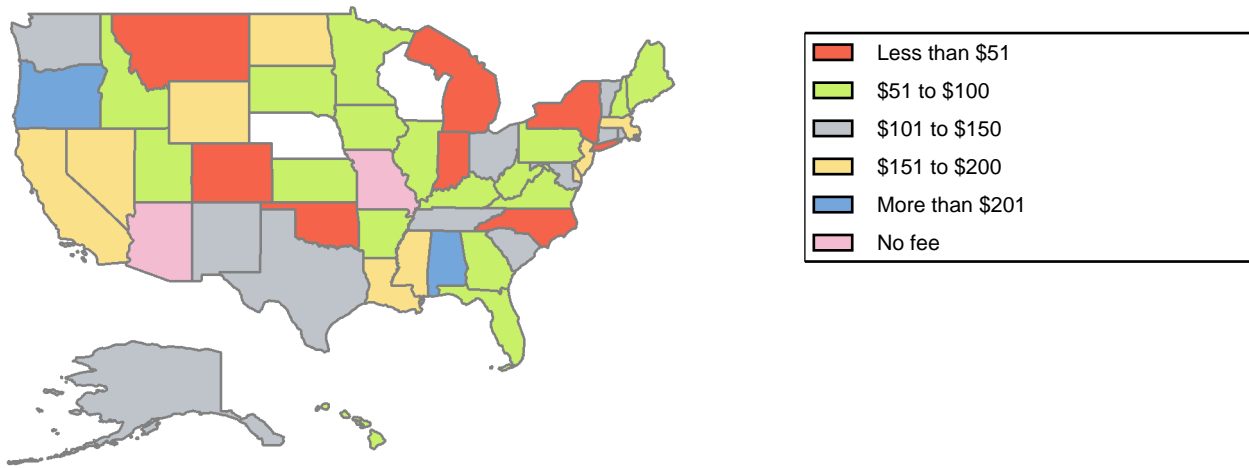 Less than $51
$51 to $100
$101 to $150
$151 to $200
More than $201
No fee